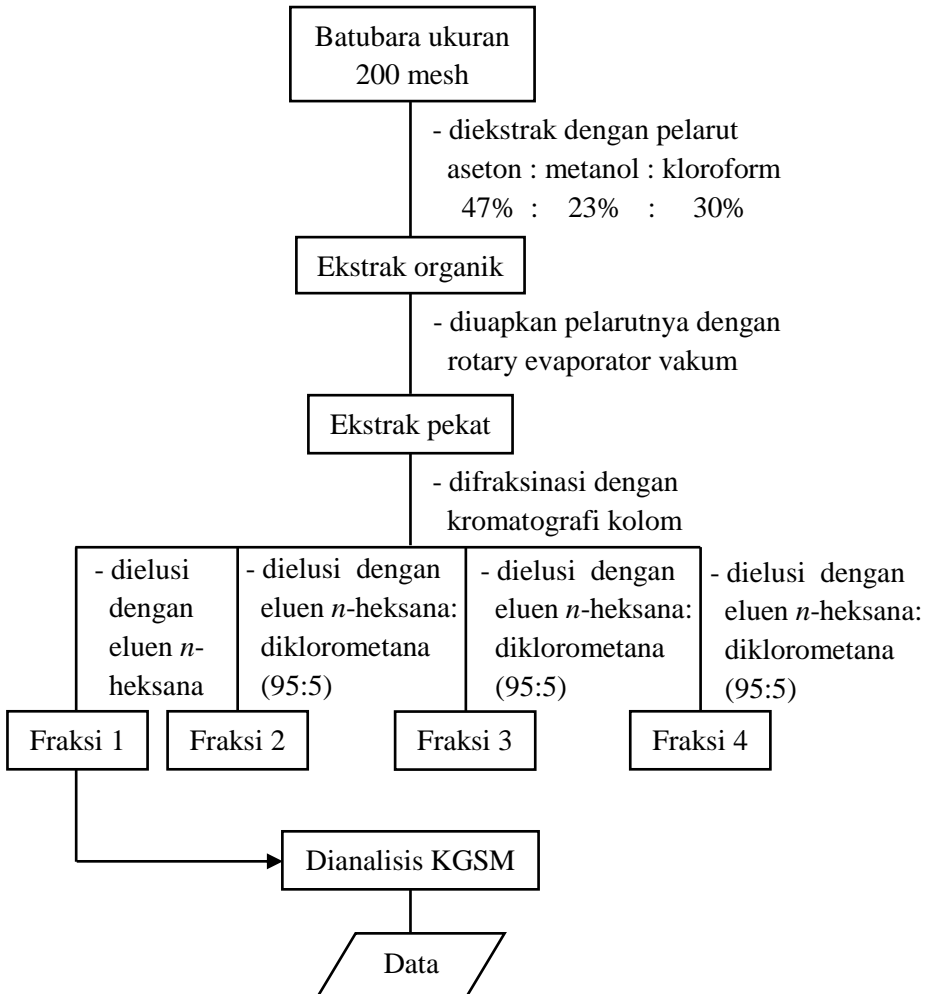 Batubara ukuran
200 mesh
- diekstrak dengan pelarut
aseton : metanol : kloroform
47% : 23% : 30%
Ekstrak organik
- diuapkan pelarutnya dengan
rotary evaporator vakum
Ekstrak pekat
- difraksinasi dengan
kromatografi kolom
- dielusi
dengan
eluen n-
heksana
- dielusi dengan
eluen n-heksana:
diklorometana
(95:5)
- dielusi dengan
eluen n-heksana:
diklorometana
(95:5)
- dielusi dengan
eluen n-heksana:
diklorometana
(95:5)
Fraksi 1
Fraksi 2
Fraksi 3
Fraksi 4
Dianalisis KGSM
Data